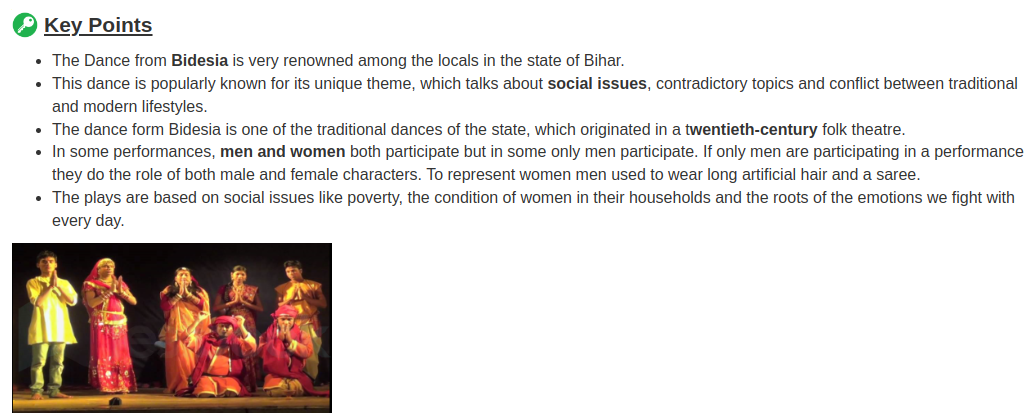 Key Points
The Dance from Bidesia is very renowned among the locals in the state of Bihar.
This dance is popularly known for its unique theme, which talks about social issues, contradictory topics and conflict between traditional
and modern lifestyles.
The dance form Bidesia is one of the traditional dances of the state, which originated in a twentieth-century folk theatre.
In some performances, men and women both participate but in some only men participate. If only men are participating in a performance
they do the role of both male and female characters. To represent women men used to wear long artificial hair and a saree.
The plays are based on social issues like poverty, the condition of women in their households and the roots of the emotions we fight with
every day.